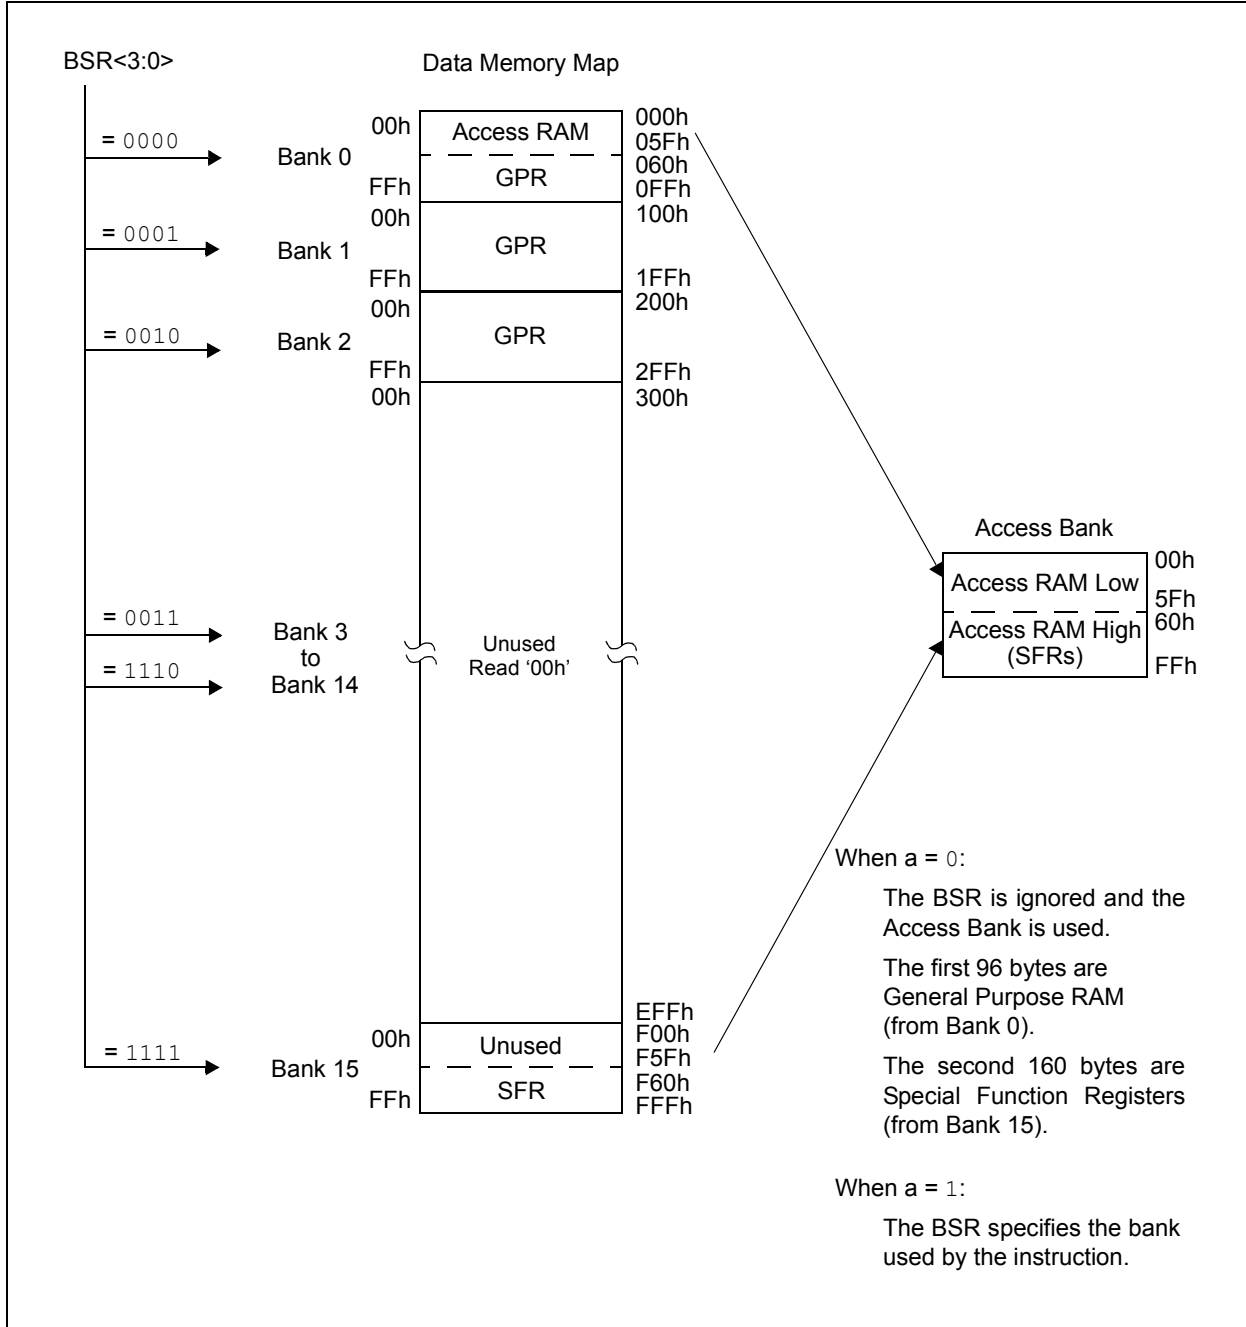 BSR<3:0>
Data Memory Map
= 0000
Bank 0
00h
Access RAM
000h
05Fh
060h
FFh
GPR
0FFh
= 0001
Bank 1
00h
GPR
100h
FFh
1FFh
= 0010
Bank 2
00h
GPR
200h
FFh
2FFh
00h
300h
Access Bank
Access RAM Low
00h
5Fh
Access RAM High
(SFRs)
60h
FFh
= 0011
Bank 3
to
= 1110
Bank 14
Unused
Read ‘00h’
EFFh
= 1111
Bank 15
00h
Unused
F00h
F5Fh
F60h
FFh
SFR
FFFh
When a = 0:
The BSR is ignored and the
Access Bank is used.
The first 96 bytes are
General Purpose RAM
(from Bank 0).
The second 160 bytes are
Special Function Registers
(from Bank 15).
When a = 1:
The BSR specifies the bank
used by the instruction.